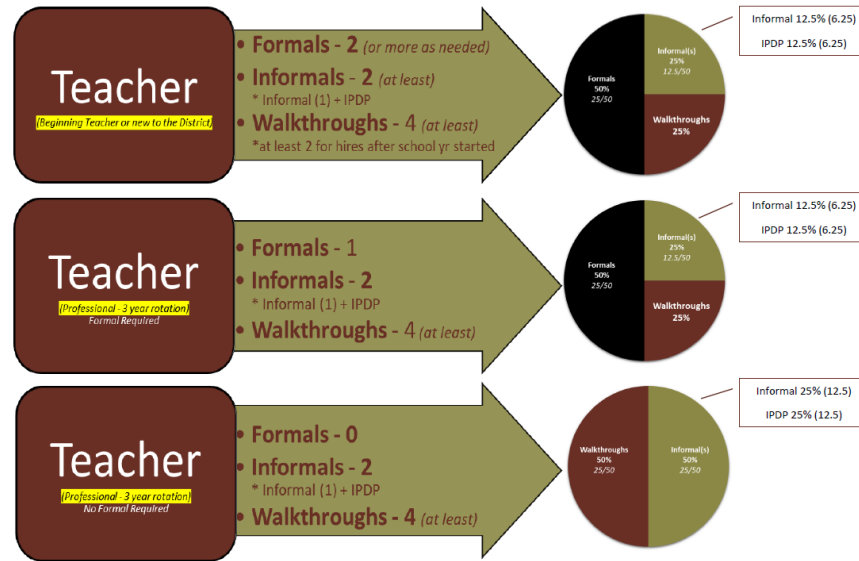 Teacher
(Beginning Teacher or new to the District)
• Formals - 2 (or more as needed)
• Informals - 2 (at least)
* Informal (1) + IPDP
• Walkthroughs - 4 (at least)
*at least 2 for hires after school yr started
Formals
50%
25/50
Informal(s)
25%
12.5/50
Walkthroughs
25%
Informal 12.5% (6.25)
IPDP 12.5% (6.25)
Teacher
(Professional - 3 year rotation)
Formal Required
• Formals - 1
• Informals - 2
* Informal (1) + IPDP
• Walkthroughs - 4 (at least)
Formals
50%
25/50
Informal(s)
25%
12.5/50
Walkthroughs
25%
Informal 12.5% (6.25)
IPDP 12.5% (6.25)
Teacher
(Professional - 3 year rotation)
No Formal Required
• Formals - 0
• Informals - 2
* Informal (1) + IPDP
• Walkthroughs - 4 (at least)
Walkthroughs
50%
25/50
Informal(s)
50%
25/50
Informal 25% (12.5)
IPDP 25% (12.5)